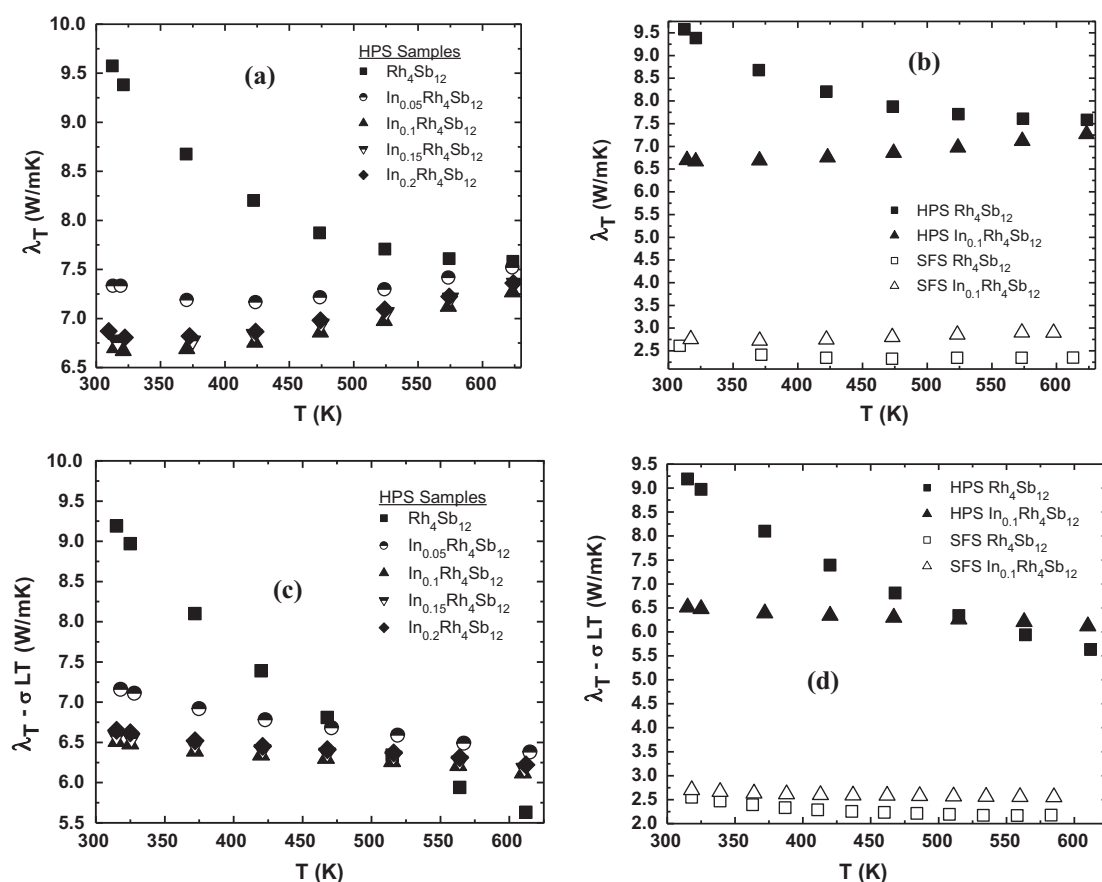 10.0
9.5
9.0
8.5
8.0
7.5
7.0
6.5
λT (W/mK)
(a)
HPS Samples
Rh4Sb12
In0.05Rh4Sb12
In0.1Rh4Sb12
In0.15Rh4Sb12
In0.2Rh4Sb12
300 350 400 450 500 550 600
T (K)
9.5
9.0
8.5
8.0
7.5
7.0
6.5
6.0
5.5
5.0
4.5
4.0
3.5
3.0
2.5
λT (W/mK)
(b)
HPS Rh4Sb12
HPS In0.1Rh4Sb12
SFS Rh4Sb12
SFS In0.1Rh4Sb12
300 350 400 450 500 550 600
T (K)
10.0
9.5
9.0
8.5
8.0
7.5
7.0
6.5
6.0
5.5
λT - σ LT (W/mK)
(c)
HPS Samples
Rh4Sb12
In0.05Rh4Sb12
In0.1Rh4Sb12
In0.15Rh4Sb12
In0.2Rh4Sb12
300 350 400 450 500 550 600
T (K)
9.5
9.0
8.5
8.0
7.5
7.0
6.5
6.0
5.5
5.0
4.5
4.0
3.5
3.0
2.5
2.0
λT - σ LT (W/mK)
(d)
HPS Rh4Sb12
HPS In0.1Rh4Sb12
SFS Rh4Sb12
SFS In0.1Rh4Sb12
300 350 400 450 500 550 600
T (K)